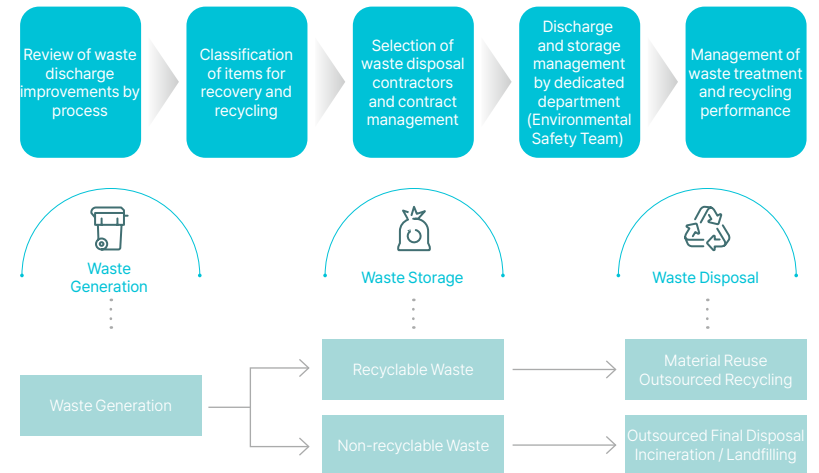 Review of waste
discharge
improvements by
process
Classification
of items for
recovery and
recycling
Selection of
waste disposal
contractors
and contract
management
Discharge
and storage
management
by dedicated
department
(Environmental
Safety Team)
Management of
waste treatment
and recycling
performance
Waste
Generation
Waste Storage
Waste Disposal
Waste Generation
Recyclable Waste
Material Reuse
Outsourced Recycling
Non-recyclable Waste
Outsourced Final Disposal
Incineration / Landfilling